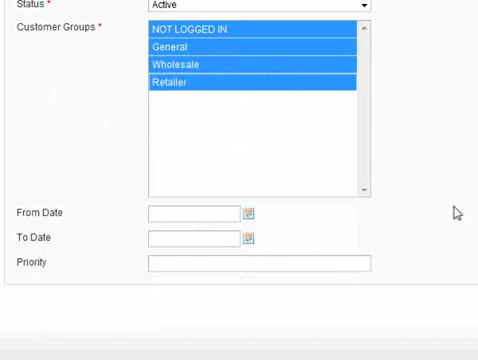 Status *
Active
Customer Groups *
NOT LOGGED IN
General
Wholesale
Retailer
From Date
To Date
Priority